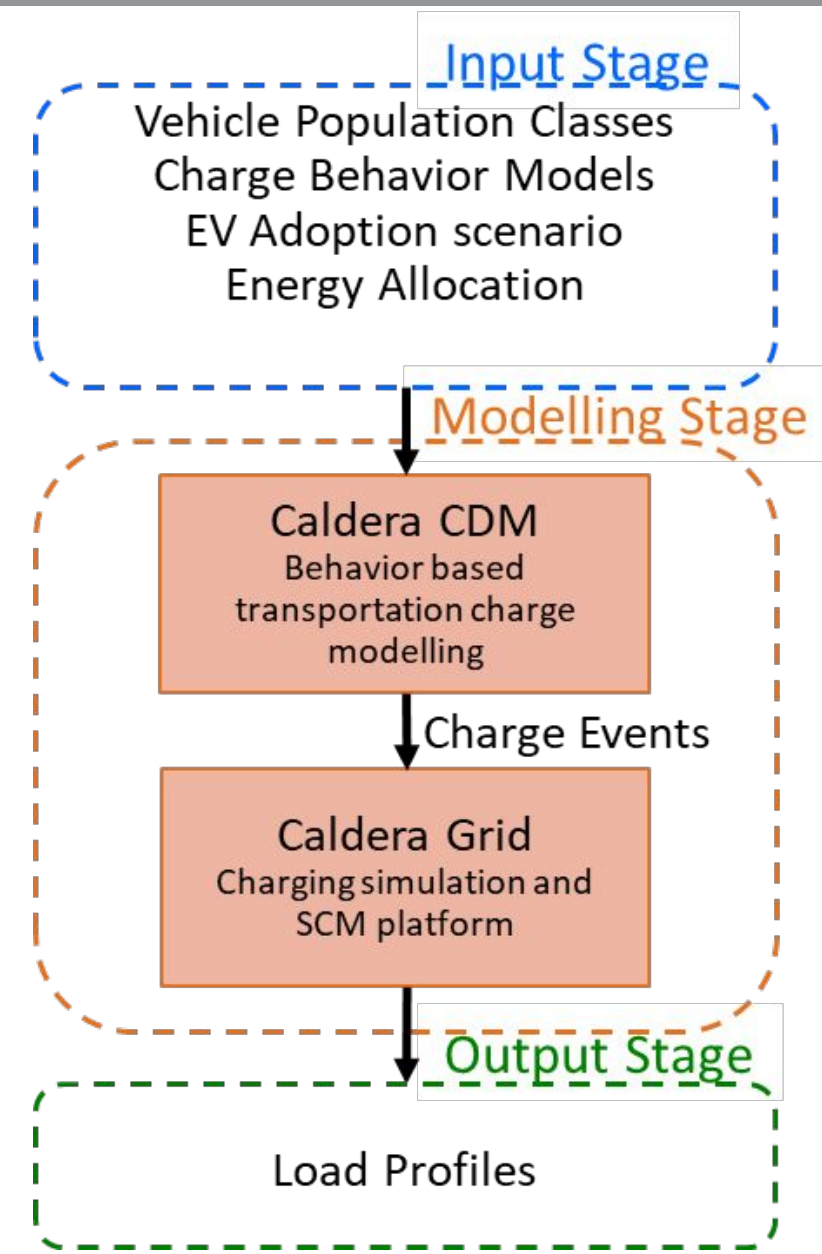 Input Stage
Vehicle Population Classes
Charge Behavior Models
EV Adoption scenario
Energy Allocation
Modelling Stage
Caldera CDM
Behavior based
transportation charge
modelling
Charge Events
Caldera Grid
Charging simulation and
SCM platform
Output Stage
Load Profiles